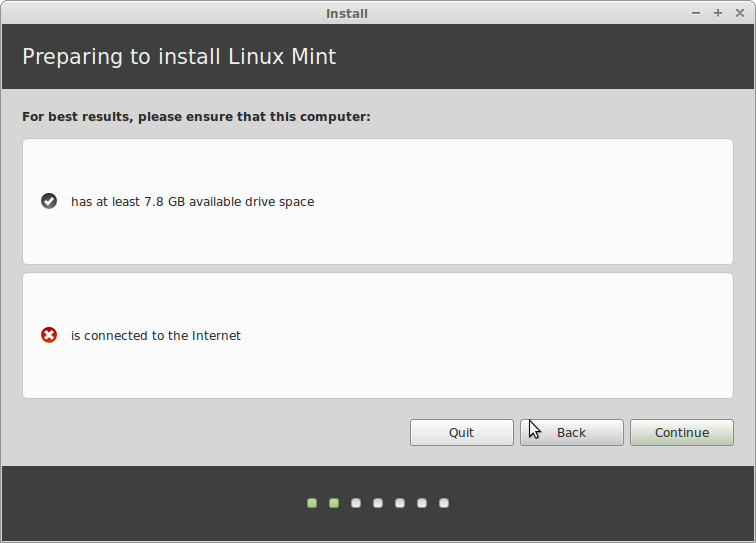 Install
Preparing to install Linux Mint
For best results, please ensure that this computer:
has at least 7.8 GB available drive space
is connected to the Internet
Quit
Back
Continue